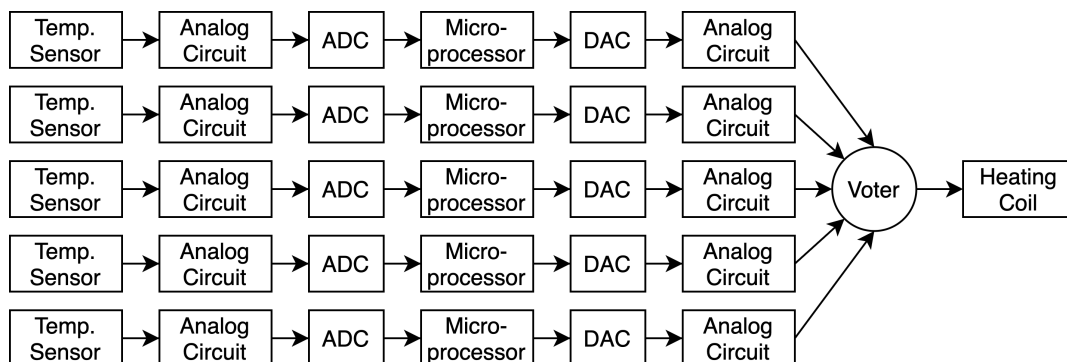 Temp.
Sensor
Analog
Circuit
ADC
Micro-
processor
DAC
Analog
Circuit
Temp.
Sensor
Analog
Circuit
ADC
Micro-
processor
DAC
Analog
Circuit
Temp.
Sensor
Analog
Circuit
ADC
Micro-
processor
DAC
Analog
Circuit
Voter
Heating
Coil
Temp.
Sensor
Analog
Circuit
ADC
Micro-
processor
DAC
Analog
Circuit
Temp.
Sensor
Analog
Circuit
ADC
Micro-
processor
DAC
Analog
Circuit